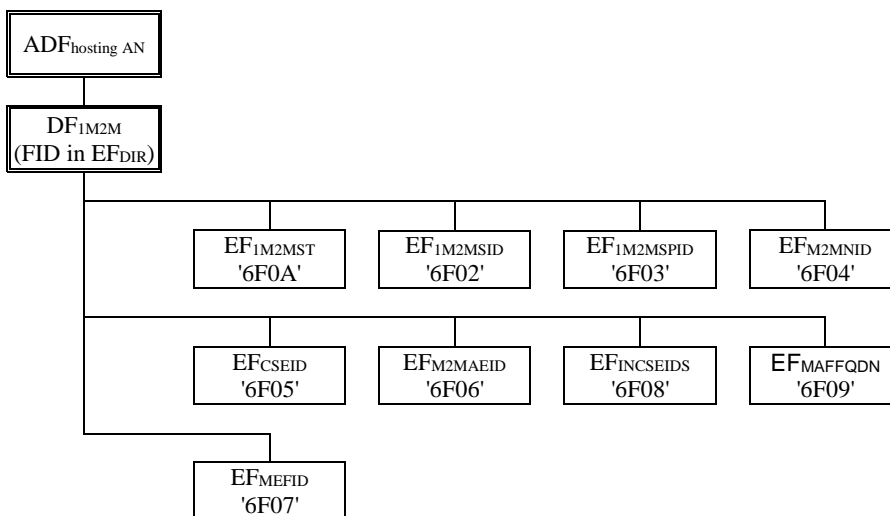 ADFhosting AN
DF1M2M
(FID in EFDIR)
EF1M2MST
'6F0A'
EF1M2MSID
'6F02'
EF1M2MSPID
'6F03'
EFM2MNID
'6F04'
EFCSEID
'6F05'
EFM2MAEID
'6F06'
EFINCSEIDS
'6F08'
EFMAFFQDN
'6F09'
EFMEFID
'6F07'